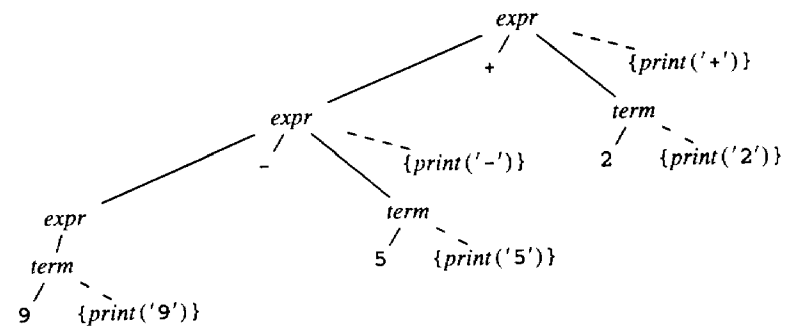 expr
+ {print('+')}
expr term
- {print('-')} 2 {print('2')}
expr term
term 5 {print('5')}
9 {print('9')}